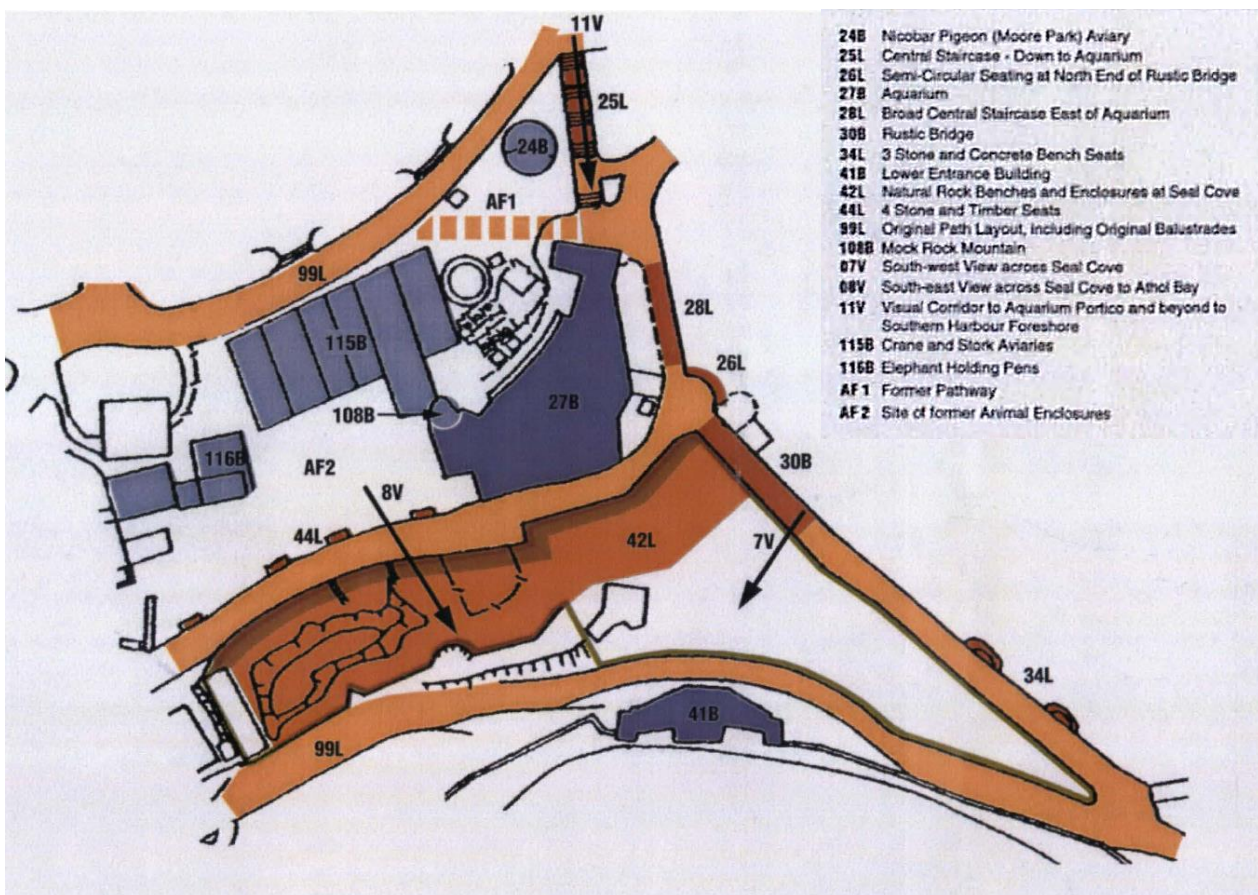 11V
25L
24B
AF1
99L
115B
28L
26L
108B
27B
116B
AF2
30B
8V
44L
42L
7V
34L
41B
99L
24B Nicobar Pigeon (Moore Park) Aviary
25L Central Staircase - Down to Aquarium
26L Semi-Circular Seating at North End of Rustic Bridge
27B Aquarium
28L Broad Central Staircase East of Aquarium
30B Rustic Bridge
34L 3 Stone and Concrete Bench Seats
41B Lower Entrance Building
42L Natural Rock Benches and Enclosures at Seal Cove
44L 4 Stone and Timber Seats
99L Original Path Layout, Including Original Balustrades
108B Mock Rock Mountain
07V South-west View across Seal Cove
08V South-east View across Seal Cove to Athol Bay
11V Visual Corridor to Aquarium Portico and beyond to
Southern Harbour Foreshore
115B Crane and Stork Aviaries
116B Elephant Holding Pens
AF 1 Former Pathway
AF 2 Site of former Animal Enclosures